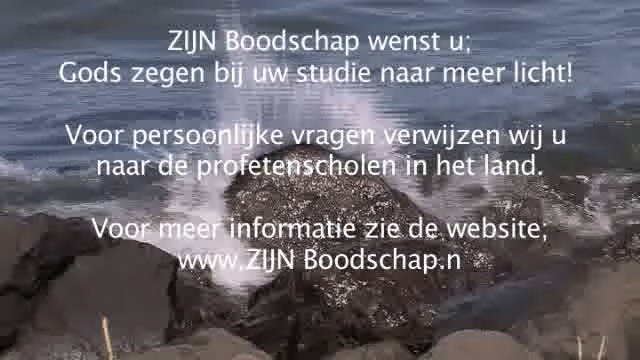 ZIJN Boodschap wenst u;
Gods zegen bij uw studie naar meer licht!
Voor persoonlijke vragen verwijzen wij u
naar de profetenscholen in het land.
Voor meer informatie zie de website;
www.ZIJN Boodschap.n